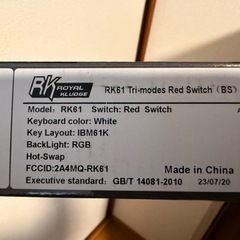 RK ROYAL KLUDGE RK61 Tri-modes Red Switch (BS)
Model: RK61 Switch: Red Switch
Keyboard color: White
Key Layout: IBM61K
BackLight: RGB
Hot-Swap
FCCID:2A4MQ-RK61 Made in China
Executive standard: GB/T 14081-2010 23/07/20